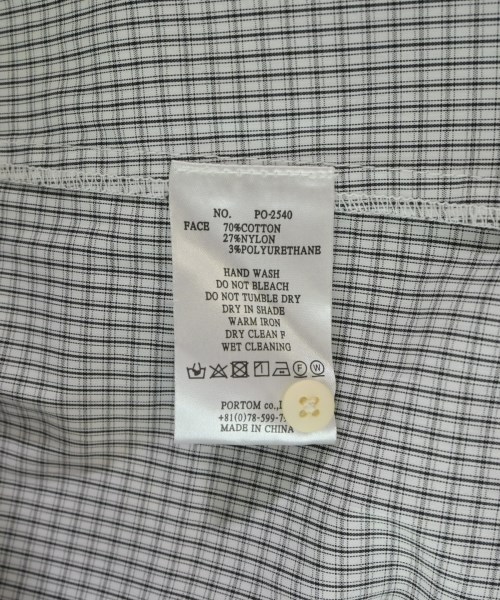 NO. PO-2540
FACE 70%COTTON
27%NYLON
3%POLYURETHANE
HAND WASH
DO NOT BLEACH
DO NOT TUMBLE DRY
DRY IN SHADE
WARM IRON
DRY CLEAN F
WET CLEANING
F W
PORTOM co.,
+81(0)78-599-
MADE IN CHINA